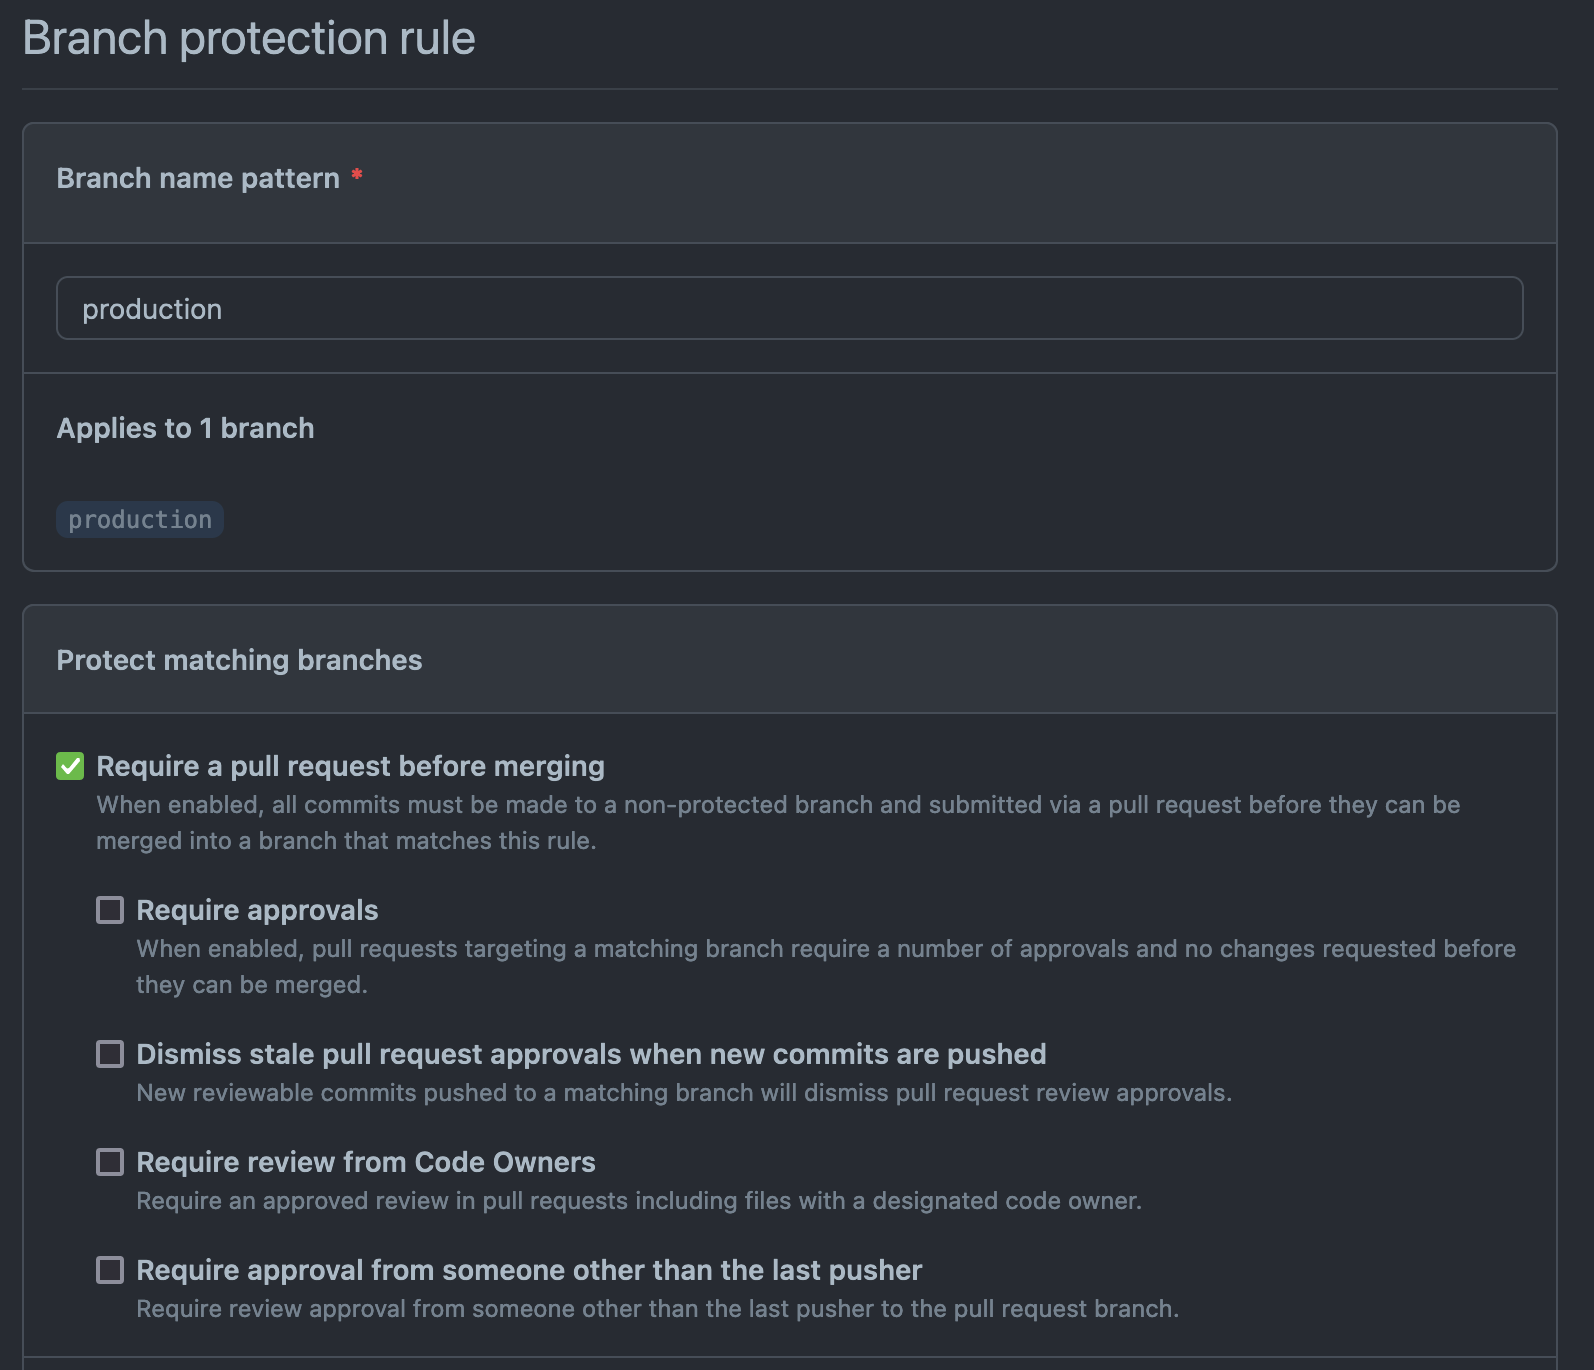 Branch protection rule
Branch name pattern *
production
Applies to 1 branch
production
Protect matching branches
Require a pull request before merging
When enabled, all commits must be made to a non-protected branch and submitted via a pull request before they can be
merged into a branch that matches this rule.
Require approvals
When enabled, pull requests targeting a matching branch require a number of approvals and no changes requested before
they can be merged.
Dismiss stale pull request approvals when new commits are pushed
New reviewable commits pushed to a matching branch will dismiss pull request review approvals.
Require review from Code Owners
Require an approved review in pull requests including files with a designated code owner.
Require approval from someone other than the last pusher
Require review approval from someone other than the last pusher to the pull request branch.